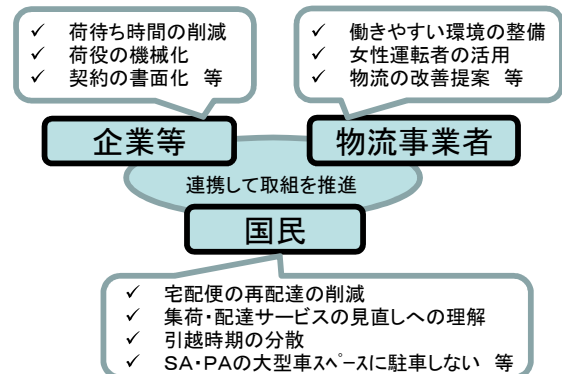 ✓ 荷待ち時間の削減
✓ 荷役の機械化
✓ 契約の書面化 等
✓ 働きやすい環境の整備
✓ 女性運転者の活用
✓ 物流の改善提案 等
企業等
物流事業者
連携して取組を推進
国民
✓ 宅配便の再配達の削減
✓ 集荷・配達サービスの見直しへの理解
✓ 引越時期の分散
✓ SA・PAの大型車スペースに駐車しない 等